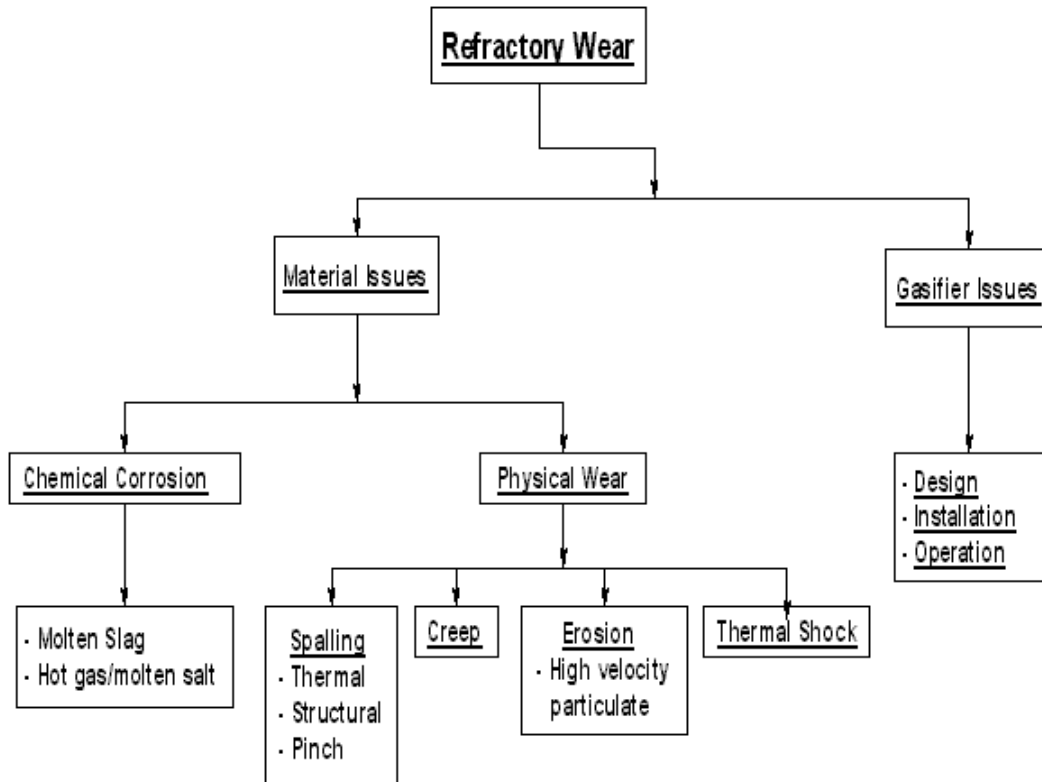 Refractory Wear
Material Issues
Gasifier Issues
Chemical Corrosion
Physical Wear
- Design
- Installation
- Operation
- Molten Slag
- Hot gas/molten salt
Spalling
- Thermal
- Structural
- Pinch
Creep
Erosion
- High velocity
particulate
Thermal Shock